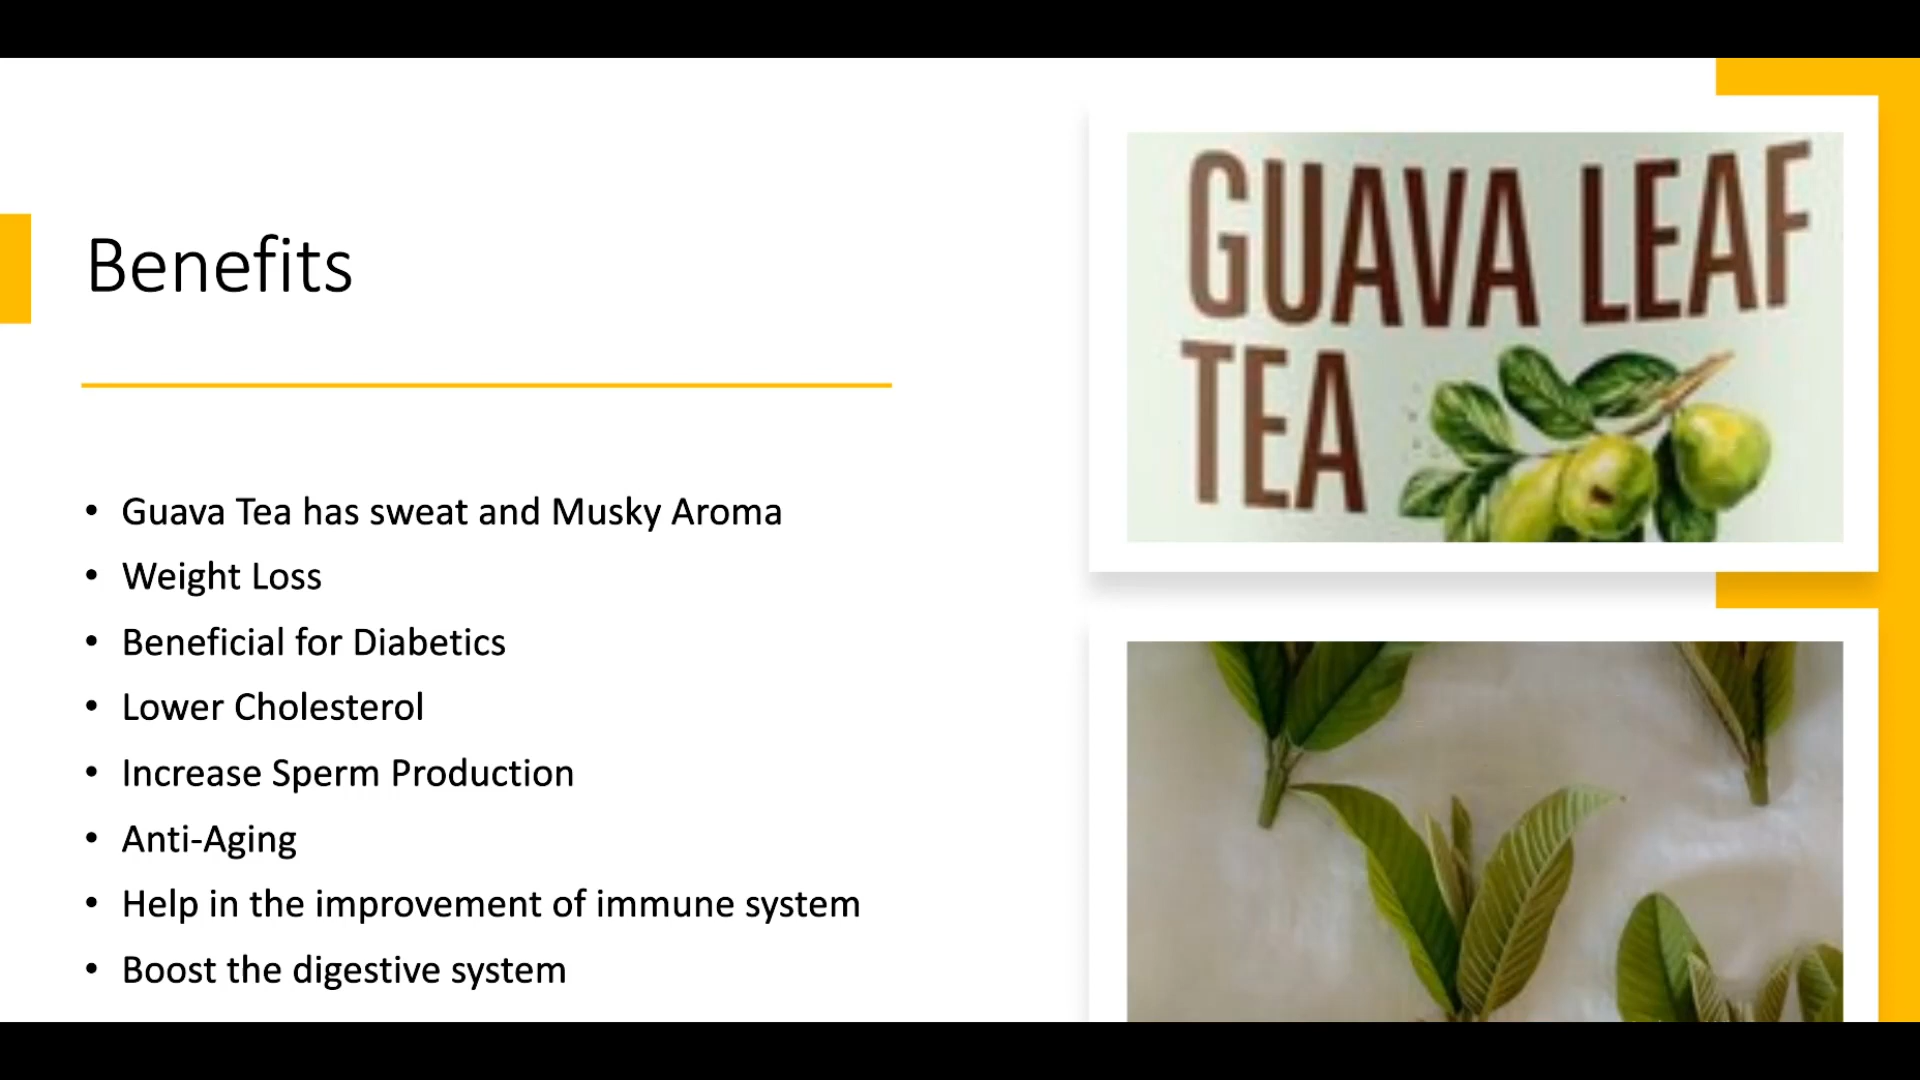 Benefits
• Guava Tea has sweat and Musky Aroma
• Weight Loss
• Beneficial for Diabetics
• Lower Cholesterol
• Increase Sperm Production
• Anti-Aging
• Help in the improvement of immune system
• Boost the digestive system
GUAVA LEAF
TEA